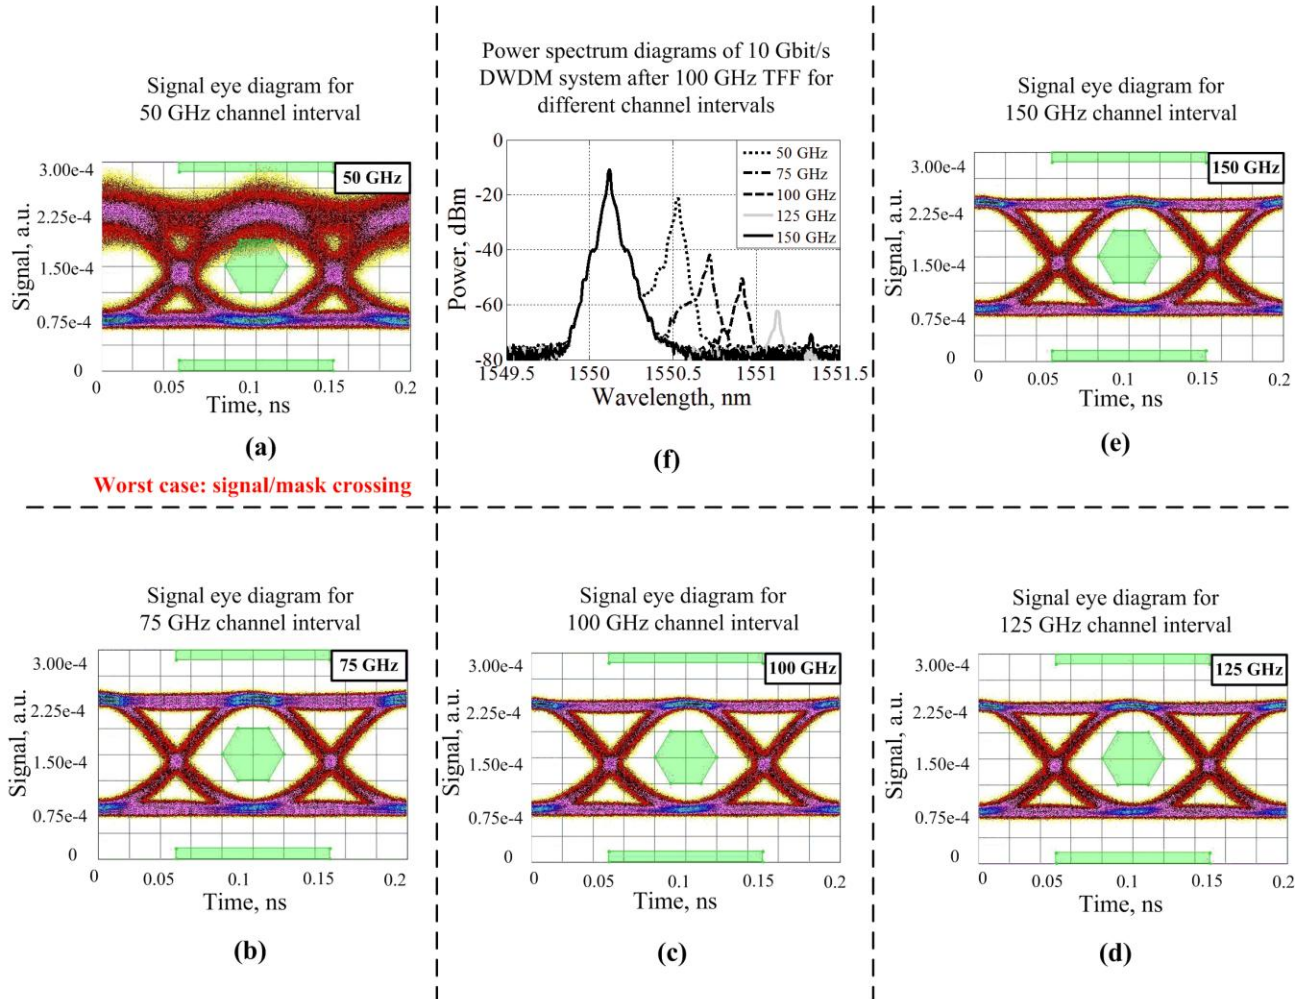 Signal eye diagram for
50 GHz channel interval
3.00e-4
2.25e-4
1.50e-4
0.75e-4
0
Signal, a.u.
50 GHz
0 0.05 0.1 0.15 0.2
Time, ns
(a)
Worst case: signal/mask crossing
Power spectrum diagrams of 10 Gbit/s
DWDM system after 100 GHz TFF for
different channel intervals
0
-20
-40
-60
-80
Power, dBm
50 GHz
75 GHz
100 GHz
125 GHz
150 GHz
1549.5 1550 1550.5 1551 1551.5
Wavelength, nm
(f)
Signal eye diagram for
150 GHz channel interval
3.00e-4
2.25e-4
1.50e-4
0.75e-4
0
Signal, a.u.
150 GHz
0 0.05 0.1 0.15 0.2
Time, ns
(e)
Signal eye diagram for
75 GHz channel interval
3.00e-4
2.25e-4
1.50e-4
0.75e-4
0
Signal, a.u.
75 GHz
0 0.05 0.1 0.15 0.2
Time, ns
(b)
Signal eye diagram for
100 GHz channel interval
3.00e-4
2.25e-4
1.50e-4
0.75e-4
0
Signal, a.u.
100 GHz
0 0.05 0.1 0.15 0.2
Time, ns
(c)
Signal eye diagram for
125 GHz channel interval
3.00e-4
2.25e-4
1.50e-4
0.75e-4
0
Signal, a.u.
125 GHz
0 0.05 0.1 0.15 0.2
Time, ns
(d)